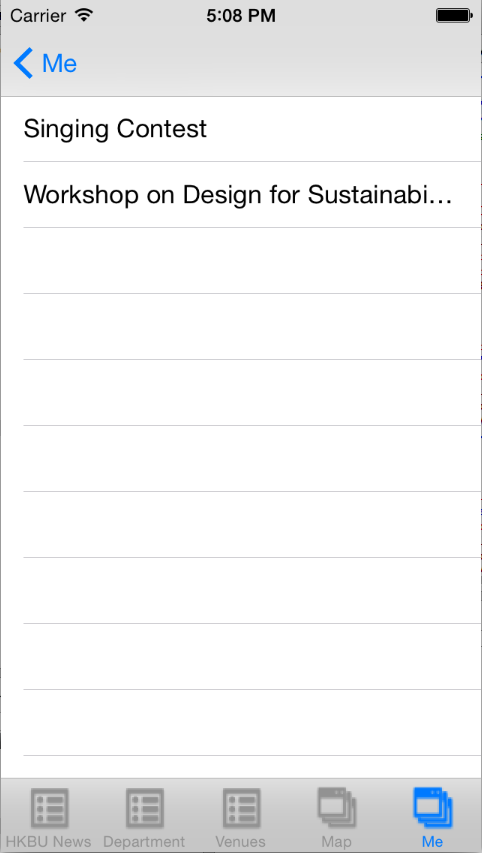 Carrier 5:08 PM
Me
Singing Contest
Workshop on Design for Sustainabi…
HKBU News Department Venues Map Me